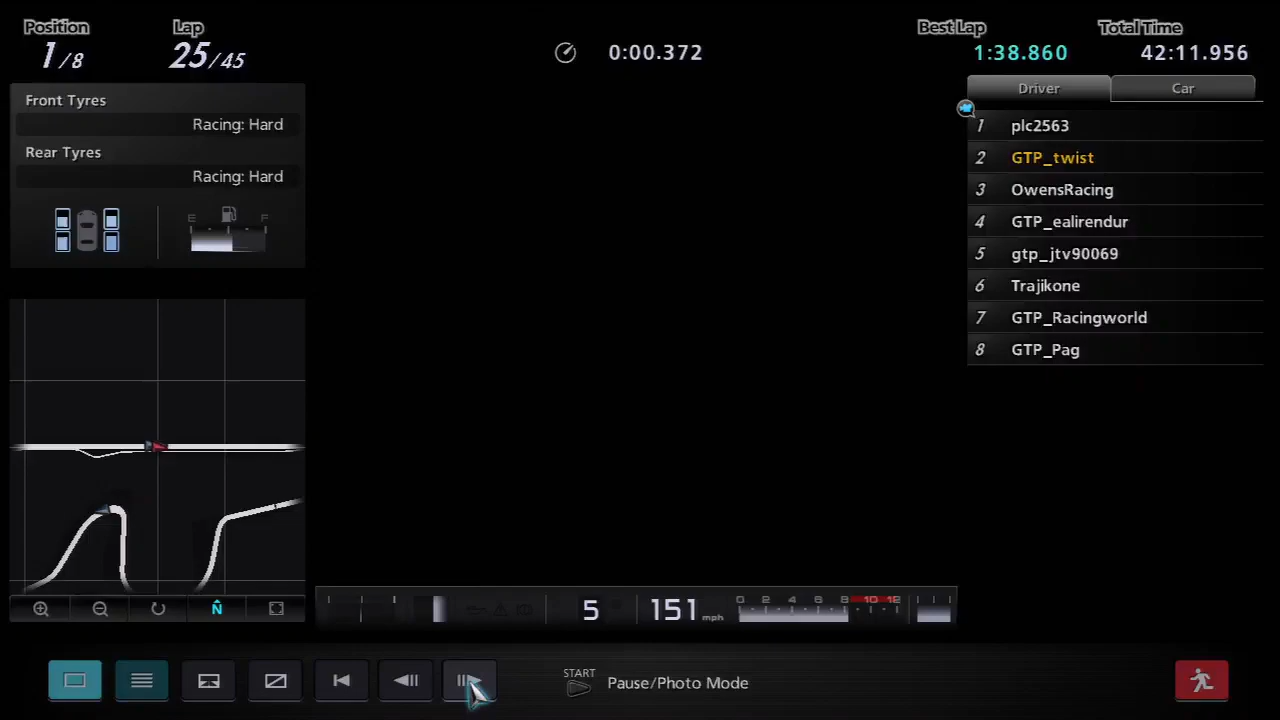 Position
1/8
Lap
25/45
0:00.372
Best Lap
1:38.860
Total Time
42:11.956
Front Tyres
Racing: Hard
Rear Tyres
Racing: Hard
E F
Driver Car
1 plc2563
2 GTP_twist
3 OwensRacing
4 GTP_ealirendur
5 gtp_jtv90069
6 Trajikone
7 GTP_Racingworld
8 GTP_Pag
N
5
151 mph
0 2 4 6 8 10 12
START
Pause/Photo Mode